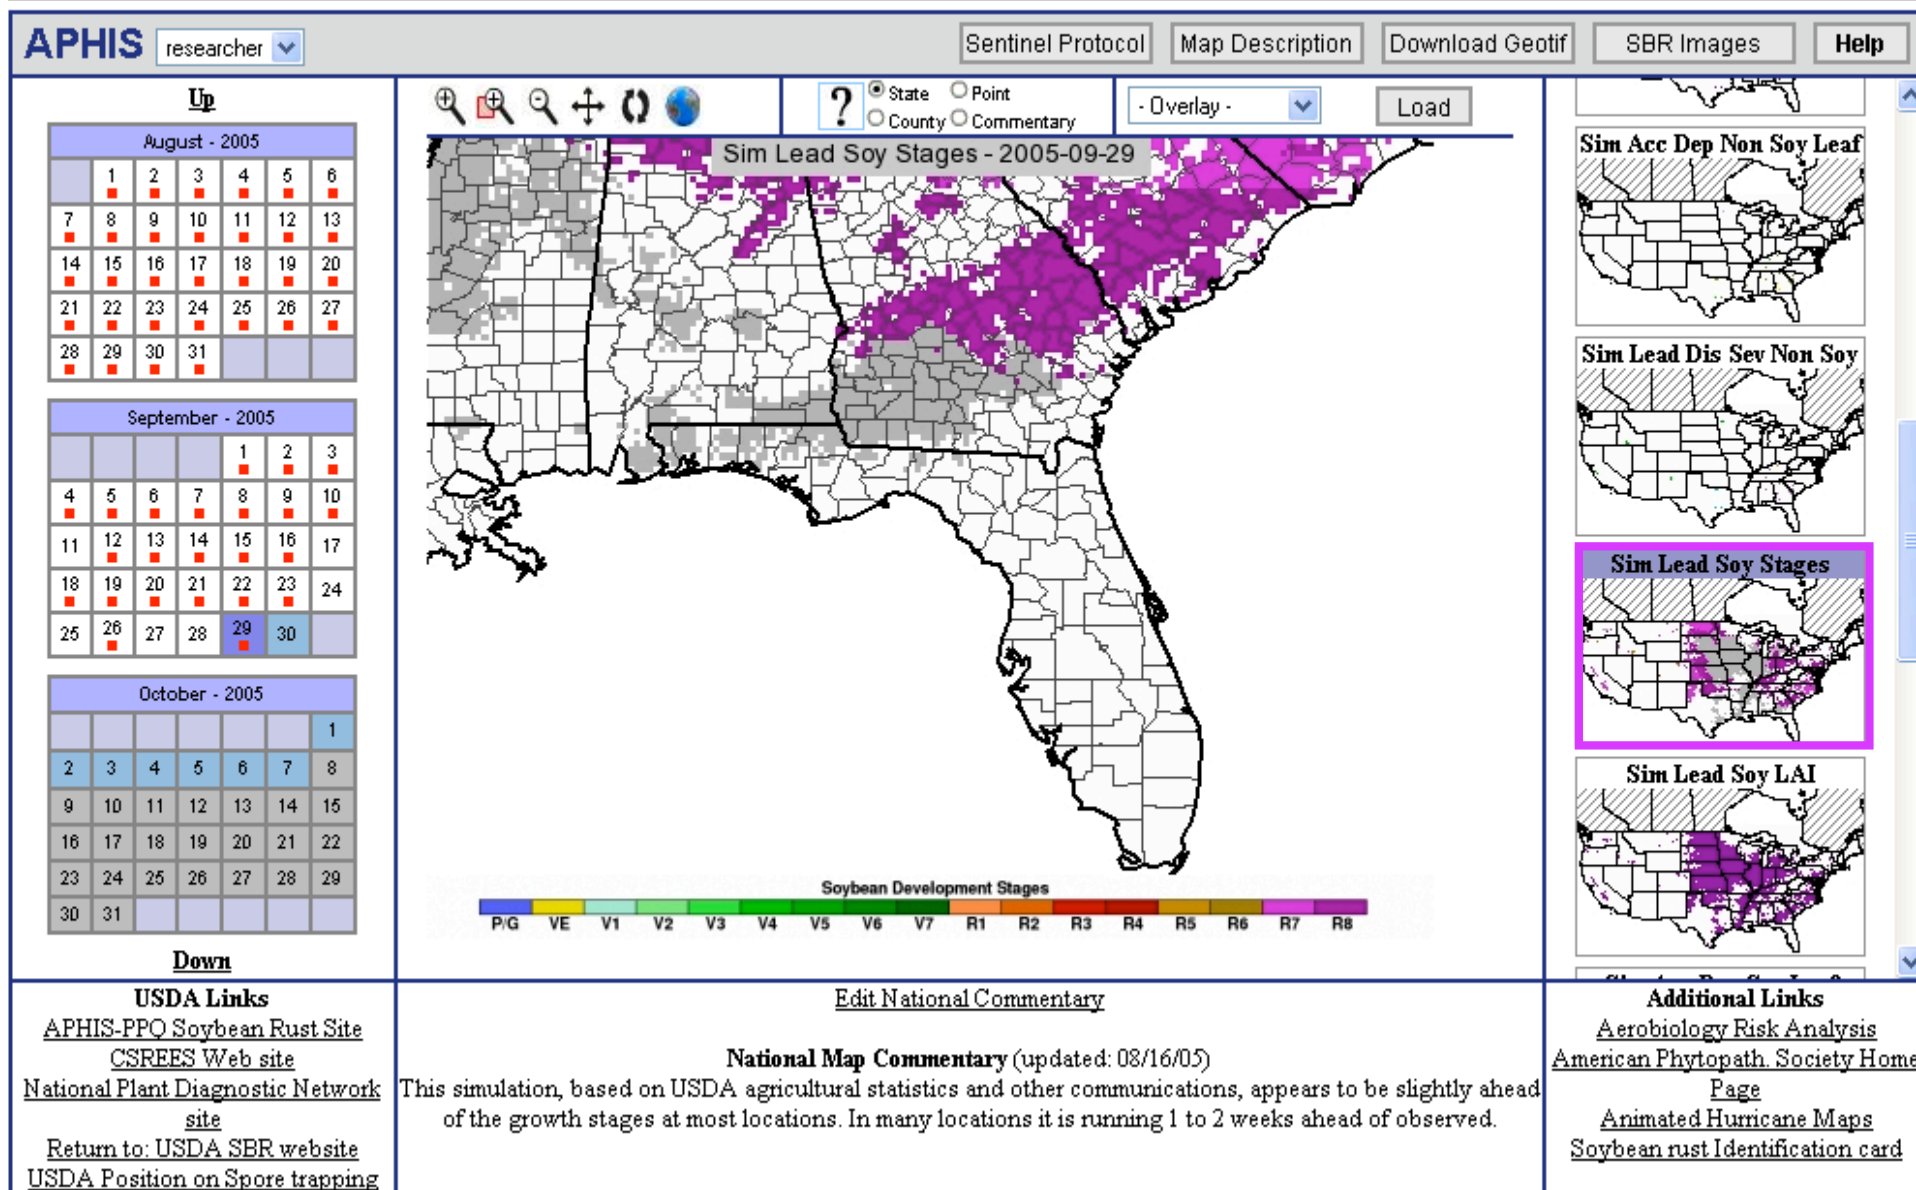 APHIS researcher Sentinel Protocol Map Description Download Geotif SBR Images Help
Up
August - 2005
1 2 3 4 5 6
7 8 9 10 11 12 13
14 15 16 17 18 19 20
21 22 23 24 25 26 27
28 29 30 31
September - 2005
1 2 3
4 5 6 7 8 9 10
11 12 13 14 15 16 17
18 19 20 21 22 23 24
25 26 27 28 29 30
October - 2005
1
2 3 4 5 6 7 8
9 10 11 12 13 14 15
16 17 18 19 20 21 22
23 24 25 26 27 28 29
30 31
Down
? State Point
County Commentary
- Overlay - Load
Sim Lead Soy Stages - 2005-09-29
Soybean Development Stages
P/G VE V1 V2 V3 V4 V5 V6 V7 R1 R2 R3 R4 R5 R6 R7 R8
Sim Acc Dep Non Soy Leaf
Sim Lead Dis Sev Non Soy
Sim Lead Soy Stages
Sim Lead Soy LAI
USDA Links
APHIS-PPQ Soybean Rust Site
CSREES Web site
National Plant Diagnostic Network
site
Return to: USDA SBR website
USDA Position on Spore trapping
Edit National Commentary
National Map Commentary (updated: 08/16/05)
This simulation, based on USDA agricultural statistics and other communications, appears to be slightly ahead
of the growth stages at most locations. In many locations it is running 1 to 2 weeks ahead of observed.
Additional Links
Aerobiology Risk Analysis
American Phytopath. Society Home
Page
Animated Hurricane Maps
Soybean rust Identification card